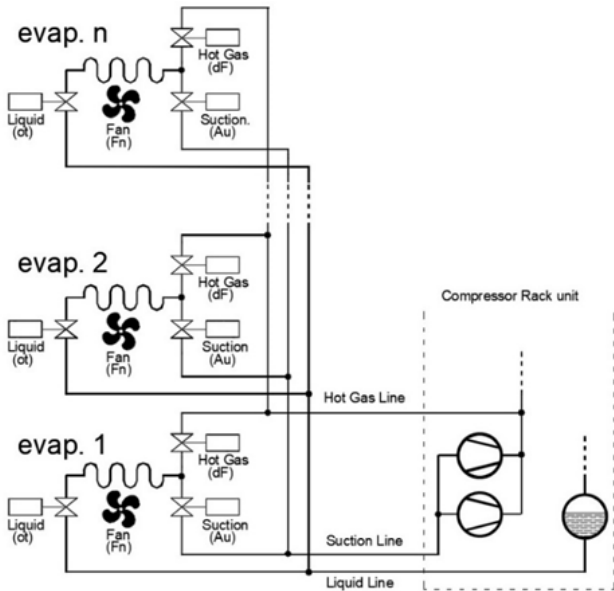 evap. n
Hot Gas
(dF)
Liquid
(ot)
Fan
(Fn)
Suction.
(Au)
evap. 2
Hot Gas
(dF)
Liquid
(ot)
Fan
(Fn)
Suction
(Au)
Compressor Rack unit
Hot Gas Line
evap. 1
Hot Gas
(dF)
Liquid
(ot)
Fan
(Fn)
Suction
(Au)
Suction Line
Liquid Line